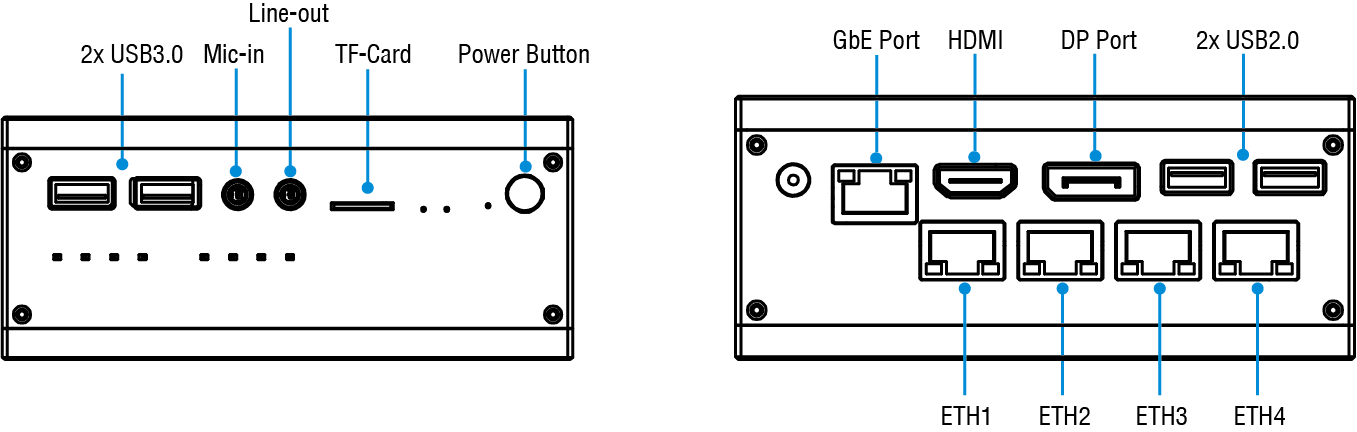 Line-out
2x USB3.0
Mic-in
TF-Card
Power Button
GbE Port
HDMI
DP Port
2x USB2.0
ETH1
ETH2
ETH3
ETH4